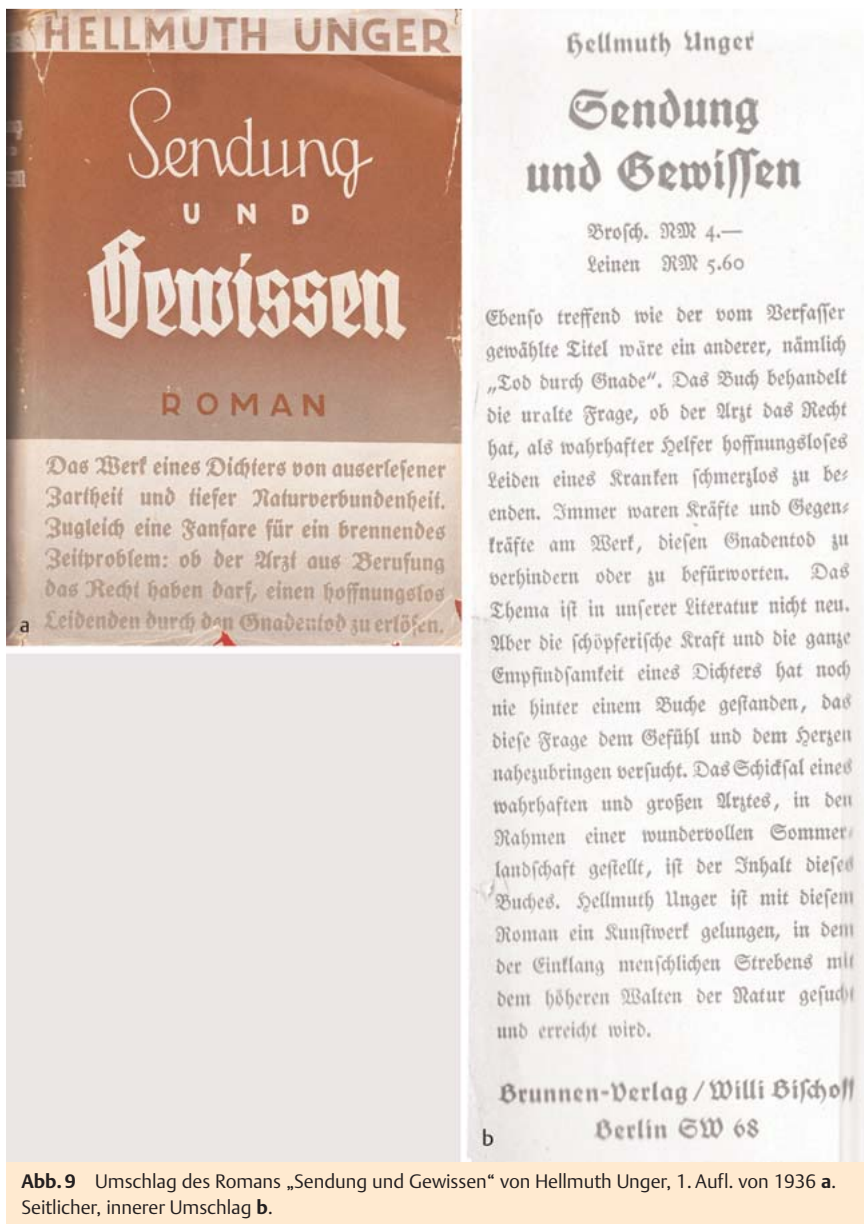 HELLMUTH UNGER
Sendung
UND
Gewissen
ROMAN
Das Werk eines Dichters von auserlesener
Zartheit und tiefer Naturverbundenheit.
Zugleich eine Fanfare für ein brennendes
Zeitproblem: ob der Arzt aus Berufung
das Recht haben darf, einen hoffnungslos
Leidenden durch den Gnadentod zu erlösen.
a
Hellmuth Unger
Sendung
und Gewissen
Brosch. RM 4.—
Leinen RM 5.60
Ebenso treffend wie der vom Verfasser
gewählte Titel wäre ein anderer, nämlich
„Tod durch Gnade“. Das Buch behandelt
die uralte Frage, ob der Arzt das Recht
hat, als wahrhafter Helfer hoffnungsloses
Leiden eines Kranken schmerzlos zu be-
enden. Immer waren Kräfte und Gegen-
kräfte am Werk, diesen Gnadentod zu
verhindern oder zu befürworten. Das
Thema ist in unserer Literatur nicht neu.
Aber die schöpferische Kraft und die ganze
Empfindsamkeit eines Dichters hat noch
nie hinter einem Buche gestanden, das
diese Frage dem Gefühl und dem Herzen
nahezubringen versucht. Das Schicksal eines
wahrhaften und großen Arztes, in den
Rahmen einer wundervollen Sommer-
landschaft gestellt, ist der Inhalt dieses
Buches. Hellmuth Unger ist mit diesem
Roman ein Kunstwerk gelungen, in dem
der Einklang menschlichen Strebens mit
dem höheren Walten der Natur gesucht
und erreicht wird.
Brunnen-Verlag / Willi Bischoff
Berlin SW 68
b
Abb. 9 Umschlag des Romans „Sendung und Gewissen“ von Hellmuth Unger, 1. Aufl. von 1936 a.
Seitlicher, innerer Umschlag b.